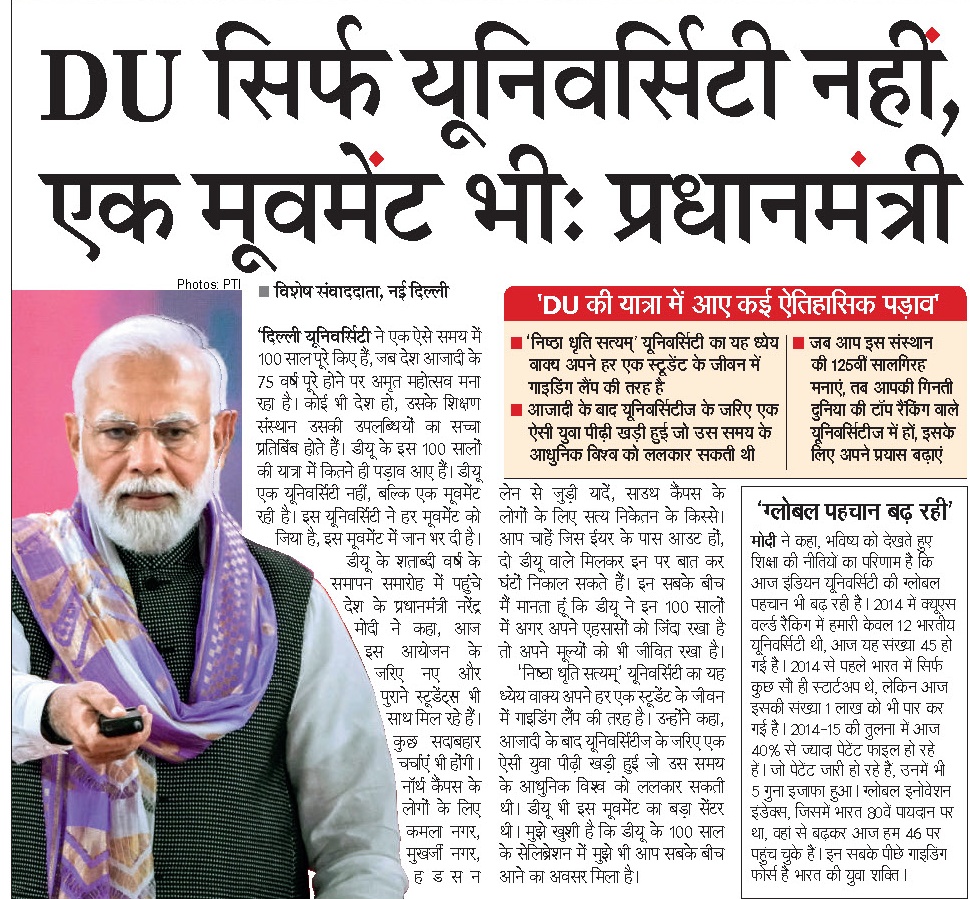 DU सिर्फ यूनिवर्सिटी नहीं,
एक मूवमेंट भी: प्रधानमंत्री
Photos: PTI
■ विशेष संवाददाता, नई दिल्ली
'दिल्ली यूनिवर्सिटी ने एक ऐसे समय में
100 साल पूरे किए हैं, जब देश आजादी के
75 वर्ष पूरे होने पर अमृत महोत्सव मना
रहा है। कोई भी देश हो, उसके शिक्षण
संस्थान उसकी उपलब्धियों का सच्चा
प्रतिबिंब होते हैं। डीयू के इस 100 सालों
की यात्रा में कितने ही पड़ाव आए हैं। डीयू
एक यूनिवर्सिटी नहीं, बल्कि एक मूवमेंट
रही है। इस यूनिवर्सिटी ने हर मूवमेंट को
जिया है, इस मूवमेंट में जान भर दी है।
डीयू के शताब्दी वर्ष के
समापन समारोह में पहुंचे
देश के प्रधानमंत्री नरेंद्र
मोदी ने कहा, आज
इस आयोजन के
जरिए नए और
पुराने स्टूडेंट्स भी
साथ मिल रहे हैं।
कुछ सदाबहार
चर्चाएं भी होंगी।
नॉर्थ कैंपस के
लोगों के लिए
कमला नगर,
मुखर्जी नगर,
हडसन
'DU की यात्रा में आए कई ऐतिहासिक पड़ाव'
■ 'निष्ठा धृति सत्यम्' यूनिवर्सिटी का यह ध्येय
वाक्य अपने हर एक स्टूडेंट के जीवन में
गाइडिंग लैंप की तरह है
■ आजादी के बाद यूनिवर्सिटीज के जरिए एक
ऐसी युवा पीढ़ी खड़ी हुई जो उस समय के
आधुनिक विश्व को ललकार सकती थी
■ जब आप इस संस्थान
की 125वीं सालगिरह
मनाएं, तब आपकी गिनती
दुनिया की टॉप रैंकिंग वाले
यूनिवर्सिटीज में हों, इसके
लिए अपने प्रयास बढ़ाएं
लेन से जुड़ी यादें, साउथ कैंपस के
लोगों के लिए सत्य निकेतन के किस्से।
आप चाहें जिस ईयर के पास आउट हों,
दो डीयू वाले मिलकर इन पर बात कर
घंटों निकाल सकते हैं। इन सबके बीच
मैं मानता हूं कि डीयू ने इन 100 सालों
में अगर अपने एहसासों को जिंदा रखा है
तो अपने मूल्यों को भी जीवित रखा है।
'निष्ठा धृति सत्यम्' यूनिवर्सिटी का यह
ध्येय वाक्य अपने हर एक स्टूडेंट के जीवन
में गाइडिंग लैंप की तरह है। उन्होंने कहा,
आजादी के बाद यूनिवर्सिटीज के जरिए एक
ऐसी युवा पीढ़ी खड़ी हुई जो उस समय
के आधुनिक विश्व को ललकार सकती
थी। डीयू भी इस मूवमेंट का बड़ा सेंटर
थी। मुझे खुशी है कि डीयू के 100 साल
के सेलिब्रेशन में मुझे भी आप सबके बीच
आने का अवसर मिला है।
'ग्लोबल पहचान बढ़ रही'
मोदी ने कहा, भविष्य को देखते हुए
शिक्षा की नीतियों का परिणाम है कि
आज इंडियन यूनिवर्सिटी की ग्लोबल
पहचान भी बढ़ रही है। 2014 में क्यूएस
वर्ल्ड रैंकिंग में हमारी केवल 12 भारतीय
यूनिवर्सिटी थी, आज यह संख्या 45 हो
गई है। 2014 से पहले भारत में सिर्फ
कुछ सौ ही स्टार्टअप थे, लेकिन आज
इसकी संख्या 1 लाख को भी पार कर
गई है। 2014-15 की तुलना में आज
40% से ज्यादा पेटेंट फाइल हो रहे
हैं। जो पेटेंट जारी हो रहे हैं, उनमें भी
5 गुना इजाफा हुआ। ग्लोबल इनोवेशन
इंडेक्स, जिसमें भारत 80वें पायदान पर
था, वहां से बढ़कर आज हम 46 पर
पहुंच चुके हैं। इन सबके पीछे गाइडिंग
फोर्स है भारत की युवा शक्ति।